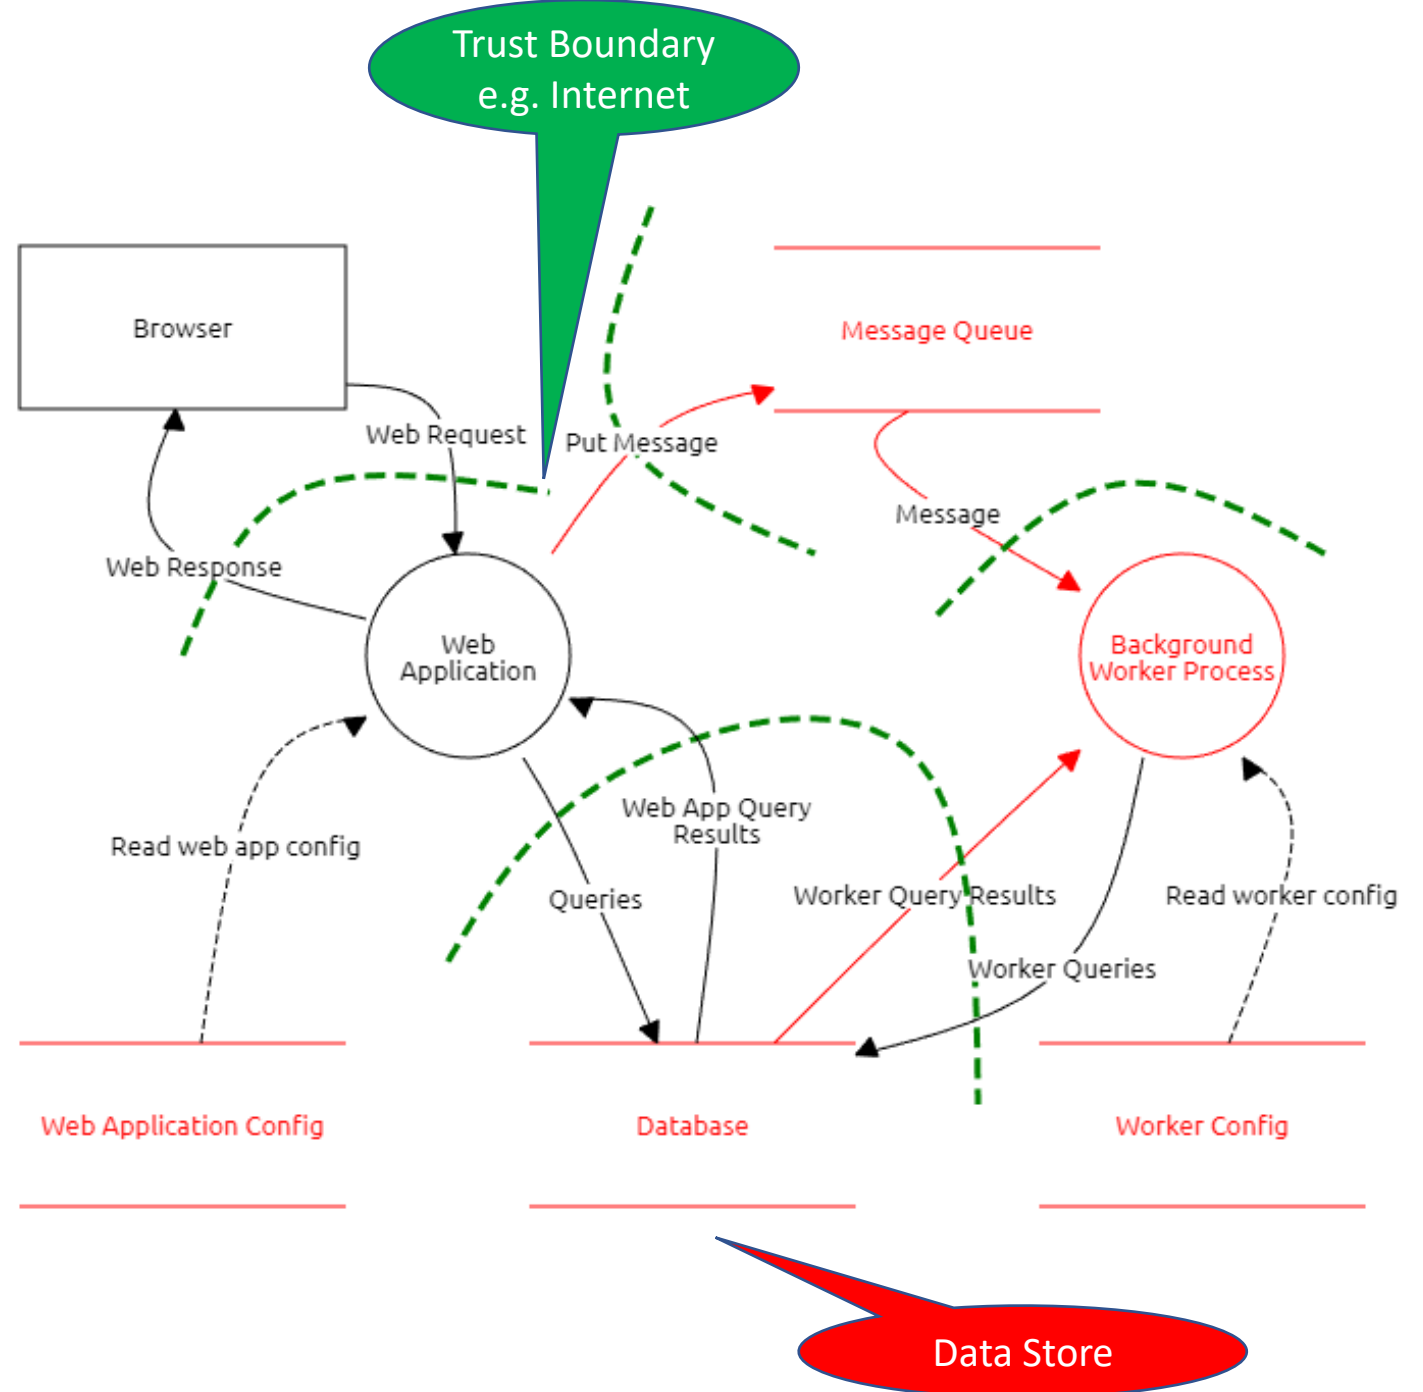 Trust Boundary
e.g. Internet
Browser
Message Queue
Web Request
Put Message
Message
Web Response
Web
Application
Background
Worker Process
Web App Query
Results
Read web app config
Queries
Worker Query Results
Read worker config
Worker Queries
Web Application Config
Database
Worker Config
Data Store